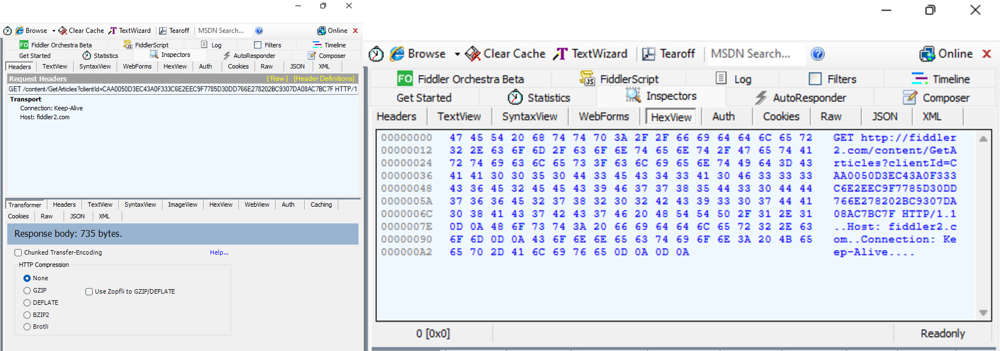 Browse Clear Cache TextWizard Tearoff MSDN Search... Online
FO Fiddler Orchestra Beta FiddlerScript Log Filters Timeline
Get Started Statistics Inspectors AutoResponder Composer
Headers TextView SyntaxView WebForms HexView Auth Cookies Raw JSON XML
Request Headers [ Raw ] [Header Definitions]
GET /content/GetArticles?clientId=CAA0050D3EC43A0F333C6E2EEC9F7785D30DD766E278202BC9307DA08AC7BC7F HTTP/1
Transport
Connection: Keep-Alive
Host: fiddler2.com
Transformer Headers TextView SyntaxView ImageView HexView WebView Auth Caching
Cookies Raw JSON XML
Response body: 735 bytes.
Chunked Transfer-Encoding Help...
HTTP Compression
None
GZIP Use Zopfli to GZIP/DEFLATE
DEFLATE
BZIP2
Brotli
Browse Clear Cache TextWizard Tearoff MSDN Search... Online X
FO Fiddler Orchestra Beta FiddlerScript Log Filters Timeline
Get Started Statistics Inspectors AutoResponder Composer
Headers TextView SyntaxView WebForms HexView Auth Cookies Raw JSON XML
00000000 47 45 54 20 68 74 74 70 3A 2F 2F 66 69 64 64 6C 65 72 GET http://fiddler
00000012 32 2E 63 6F 6D 2F 63 6F 6E 74 65 6E 74 2F 47 65 74 41 2.com/content/GetA
00000024 72 74 69 63 6C 65 73 3F 63 6C 69 65 6E 74 49 64 3D 43 rticles?clientId=C
00000036 41 41 30 30 35 30 44 33 45 43 34 33 41 30 46 33 33 33 AA0050D3EC43A0F333
00000048 43 36 45 32 45 45 43 39 46 37 37 38 35 44 33 30 44 44 C6E2EEC9F7785D30DD
0000005A 37 36 36 45 32 37 38 32 30 32 42 43 39 33 30 37 44 41 766E278202BC9307DA
0000006C 30 38 41 43 37 42 43 37 46 20 48 54 54 50 2F 31 2E 31 08AC7BC7F HTTP/1.1
0000007E 0D 0A 48 6F 73 74 3A 20 66 69 64 64 6C 65 72 32 2E 63 ..Host: fiddler2.c
00000090 6F 6D 0D 0A 43 6F 6E 6E 65 63 74 69 6F 6E 3A 20 4B 65 om..Connection: Ke
000000A2 65 70 2D 41 6C 69 76 65 0D 0A 0D 0A ep-Alive....
0 [0x0] Readonly